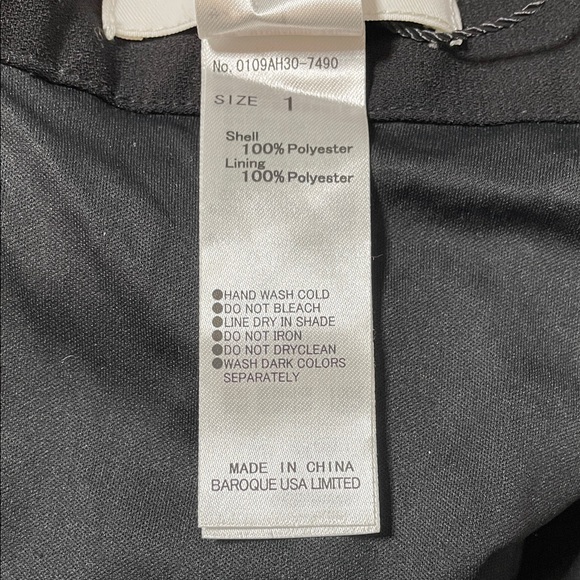 No. 0109AH30-7490
SIZE 1
Shell
100% Polyester
Lining
100% Polyester
●HAND WASH COLD
●DO NOT BLEACH
●LINE DRY IN SHADE
●DO NOT IRON
●DO NOT DRYCLEAN
●WASH DARK COLORS
SEPARATELY
MADE IN CHINA
BAROQUE USA LIMITED